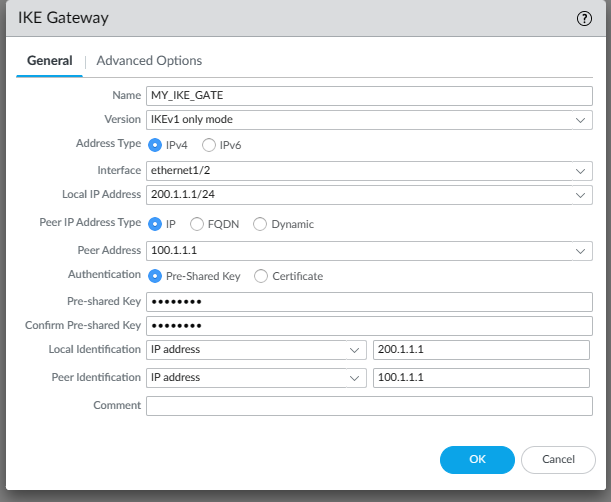 IKE Gateway ?
General | Advanced Options
Name MY_IKE_GATE
Version IKEv1 only mode
Address Type IPv4 IPv6
Interface ethernet1/2
Local IP Address 200.1.1.1/24
Peer IP Address Type IP FQDN Dynamic
Peer Address 100.1.1.1
Authentication Pre-Shared Key Certificate
Pre-shared Key ••••••••
Confirm Pre-shared Key ••••••••
Local Identification IP address 200.1.1.1
Peer Identification IP address 100.1.1.1
Comment
OK Cancel